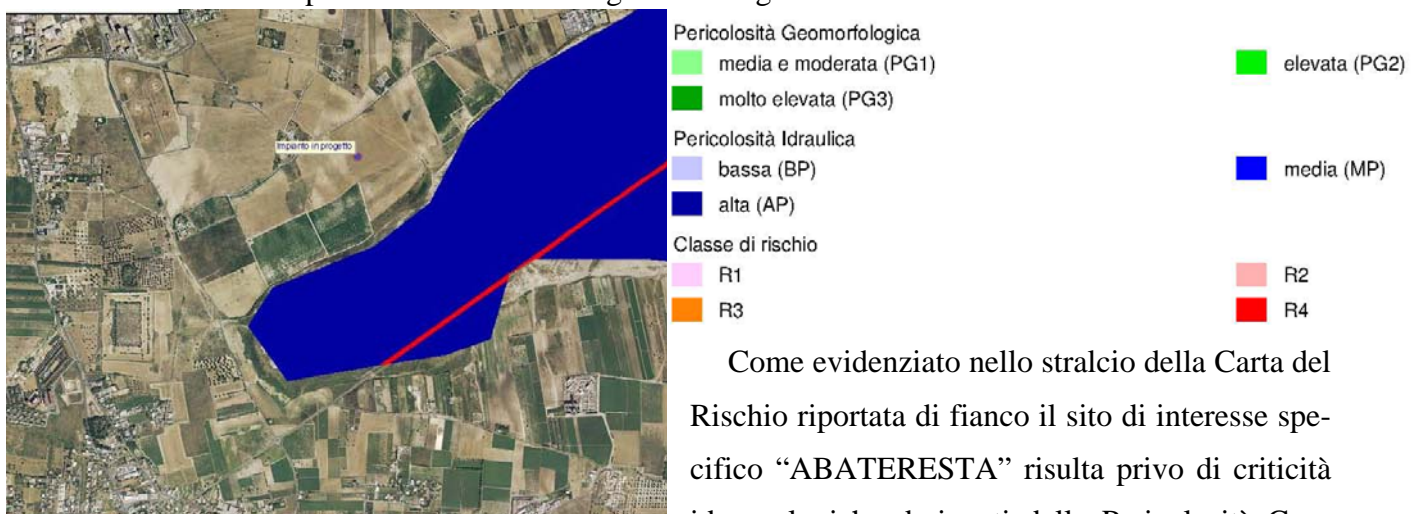 Impianto in progetto
Pericolosità Geomorfologica
media e moderata (PG1)
elevata (PG2)
molto elevata (PG3)
Pericolosità Idraulica
bassa (BP)
media (MP)
alta (AP)
Classe di rischio
R1
R2
R3
R4
Come evidenziato nello stralcio della Carta del
Rischio riportata di fianco il sito di interesse spe-
cifico “ABATERESTA” risulta privo di criticità